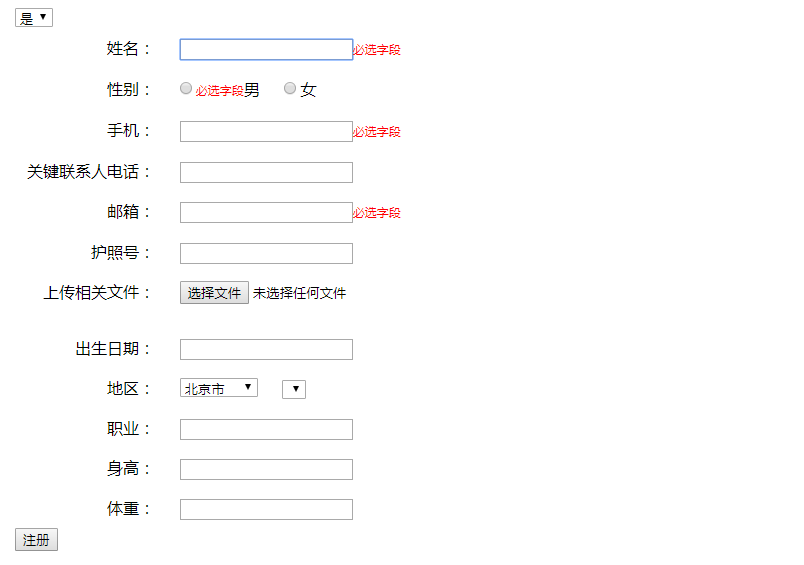 是
姓名： 必选字段
性别： 必选字段男 女
手机： 必选字段
关键联系人电话：
邮箱： 必选字段
护照号：
上传相关文件： 选择文件 未选择任何文件
出生日期：
地区： 北京市
职业：
身高：
体重：
注册